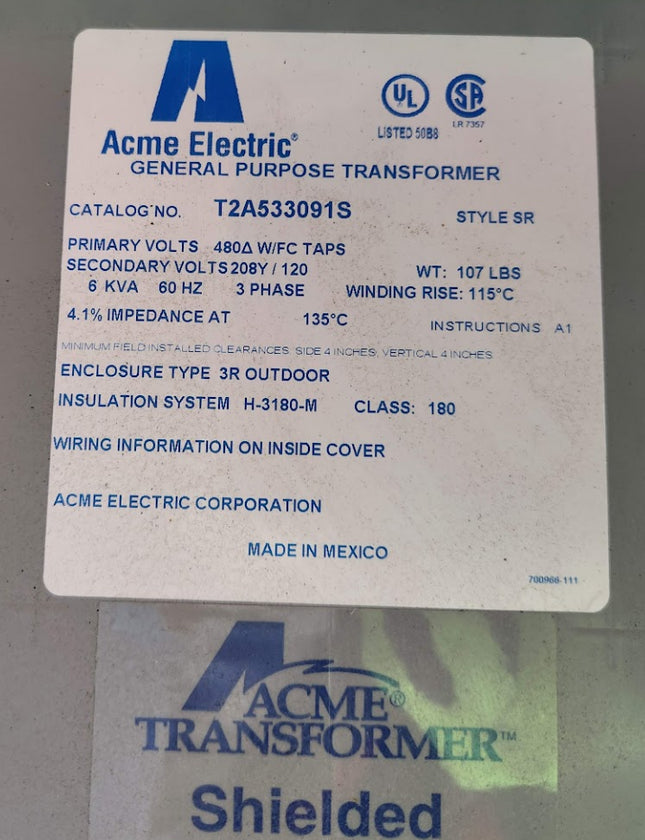 UL ®
SA
LISTED 50B8
LR 7357
Acme Electric®
GENERAL PURPOSE TRANSFORMER
CATALOG NO. T2A533091S STYLE SR
PRIMARY VOLTS 480Δ W/FC TAPS
SECONDARY VOLTS 208Y / 120 WT: 107 LBS
6 KVA 60 HZ 3 PHASE WINDING RISE: 115°C
4.1% IMPEDANCE AT 135°C INSTRUCTIONS A1
MINIMUM FIELD INSTALLED CLEARANCES: SIDE 4 INCHES, VERTICAL 4 INCHES
ENCLOSURE TYPE 3R OUTDOOR
INSULATION SYSTEM H-3180-M CLASS: 180
WIRING INFORMATION ON INSIDE COVER
ACME ELECTRIC CORPORATION
MADE IN MEXICO
700966-111
ACME®
TRANSFORMER™
Shielded